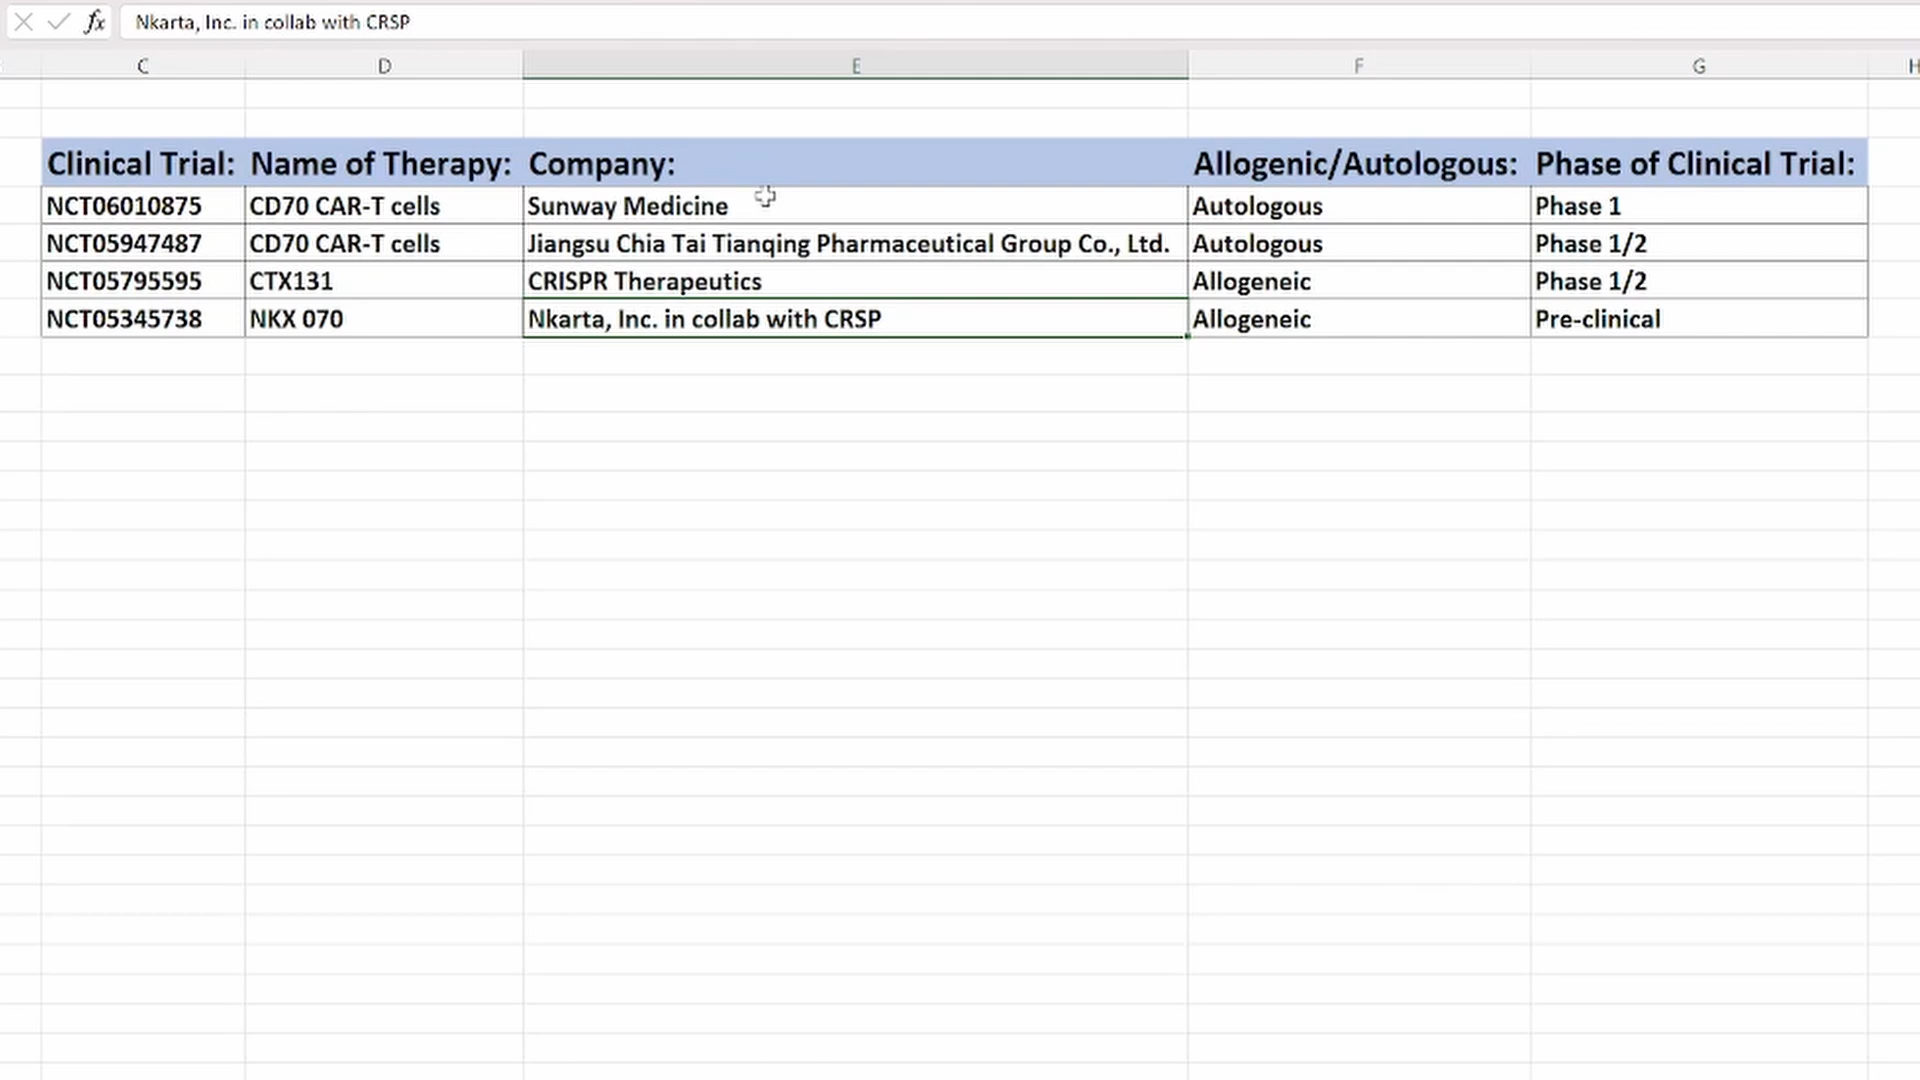 fx Nkarta, Inc. in collab with CRSP
C D E F G H
Clinical Trial: Name of Therapy: Company: Allogenic/Autologous: Phase of Clinical Trial:
NCT06010875 CD70 CAR-T cells Sunway Medicine Autologous Phase 1
NCT05947487 CD70 CAR-T cells Jiangsu Chia Tai Tianqing Pharmaceutical Group Co., Ltd. Autologous Phase 1/2
NCT05795595 CTX131 CRISPR Therapeutics Allogeneic Phase 1/2
NCT05345738 NKX 070 Nkarta, Inc. in collab with CRSP Allogeneic Pre-clinical